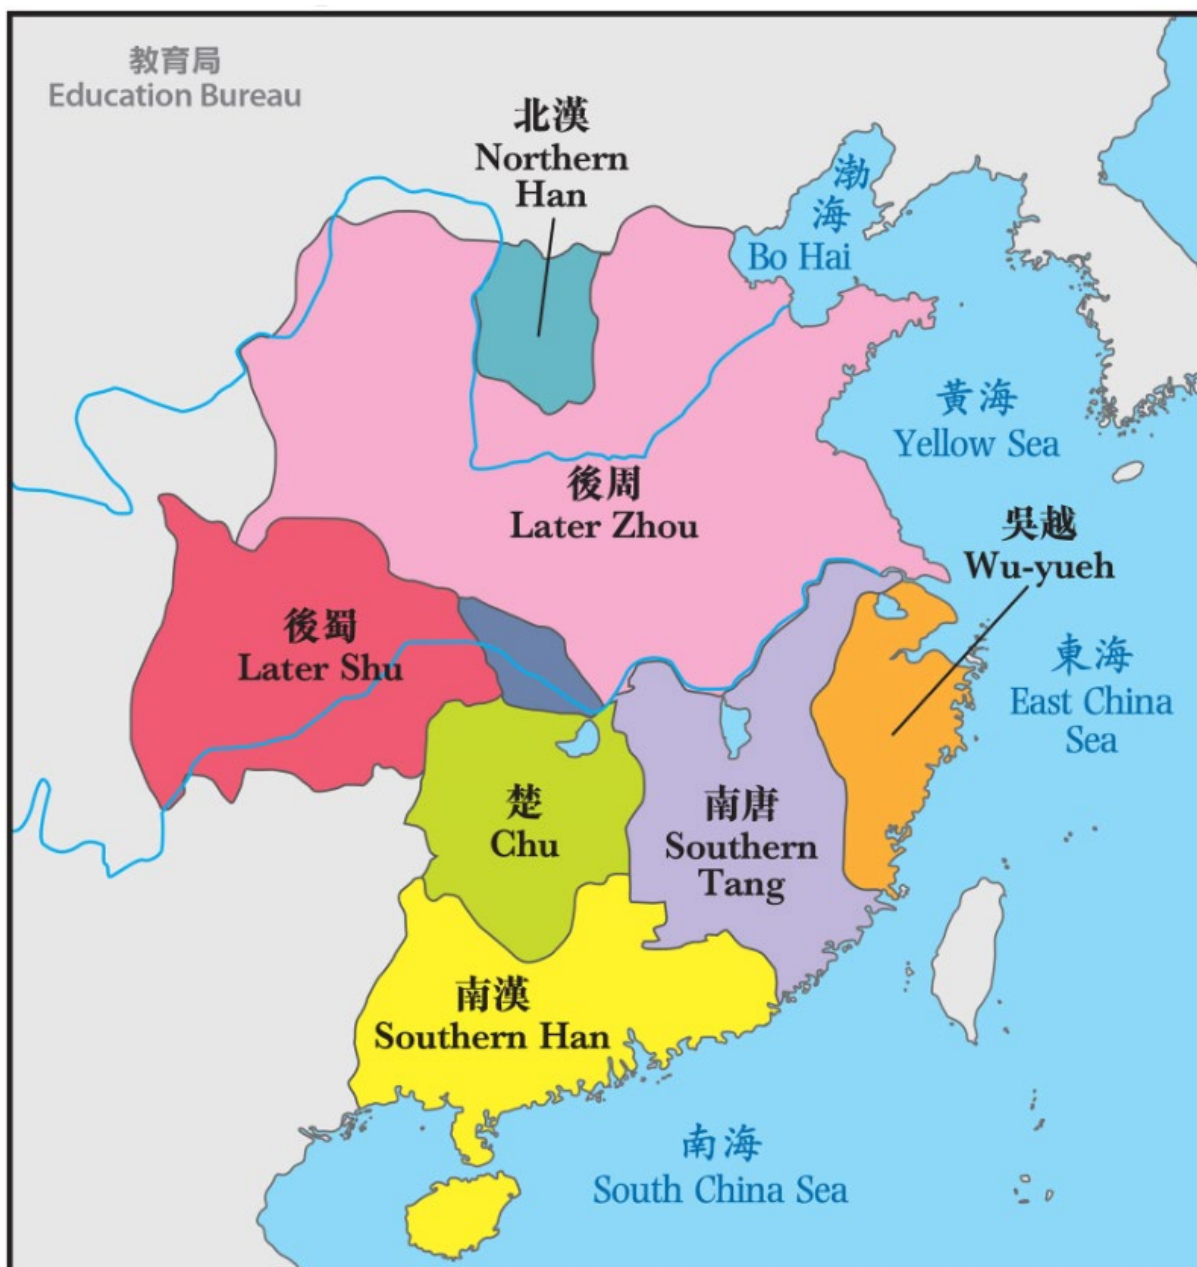 教育局
Education Bureau
北漢
Northern
Han
渤
海
Bo Hai
黃海
Yellow Sea
後周
Later Zhou
吳越
Wu-yueh
後蜀
Later Shu
東海
East China
Sea
楚
Chu
南唐
Southern
Tang
南漢
Southern Han
南海
South China Sea